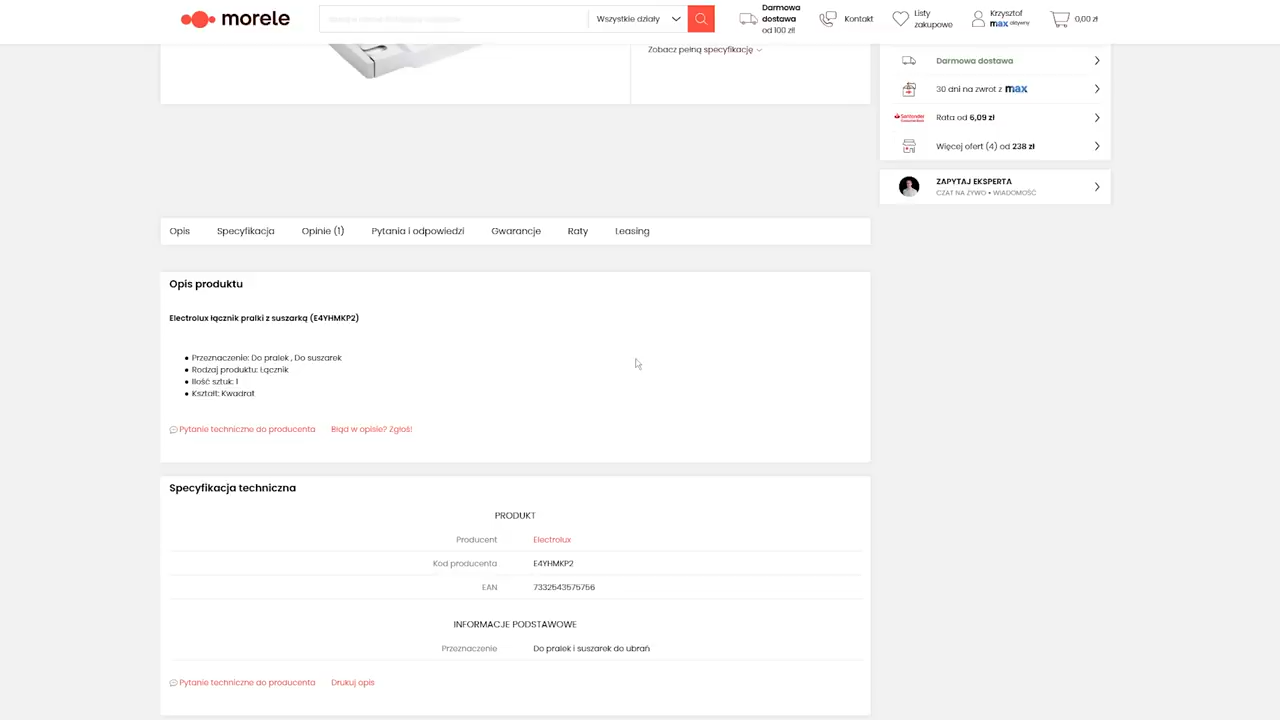 morele
Wszystkie działy
Darmowa
dostawa
od 100 zł!
Kontakt
Listy
zakupowe
Krzysztof
max aktywny
0,00 zł
Zobacz pełną specyfikację
Darmowa dostawa
30 dni na zwrot z max
Santander
Rata od 6,09 zł
Więcej ofert (4) od 238 zł
ZAPYTAJ EKSPERTA
CZAT NA ŻYWO • WIADOMOŚĆ
Opis Specyfikacja Opinie (1) Pytania i odpowiedzi Gwarancje Raty Leasing
Opis produktu
Electrolux łącznik pralki z suszarką (E4YHMKP2)
• Przeznaczenie: Do pralek , Do suszarek
• Rodzaj produktu: Łącznik
• Ilość sztuk: 1
• Kształt: Kwadrat
Pytanie techniczne do producenta Błąd w opisie? Zgłoś!
Specyfikacja techniczna
PRODUKT
Producent Electrolux
Kod producenta E4YHMKP2
EAN 7332543575756
INFORMACJE PODSTAWOWE
Przeznaczenie Do pralek i suszarek do ubrań
Pytanie techniczne do producenta Drukuj opis